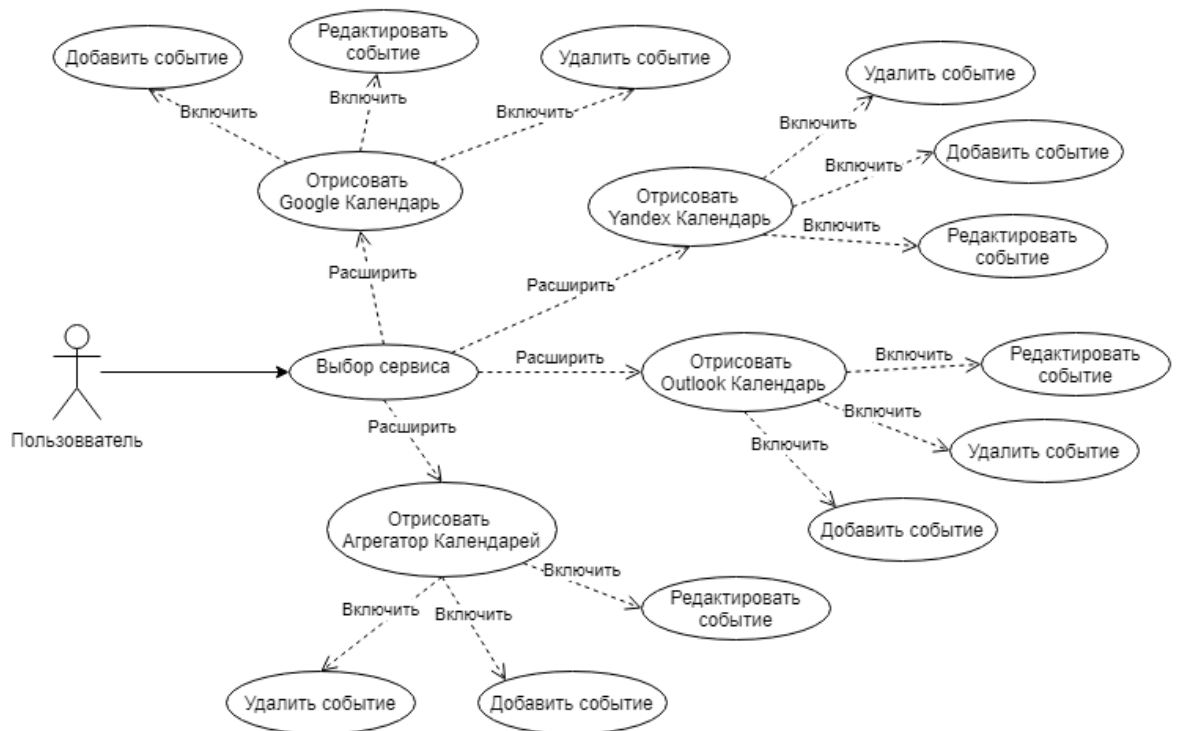 Добавить событие
Редактировать
событие
Удалить событие
Удалить событие
Включить
Включить
Включить
Включить
Добавить событие
Включить
Отрисовать
Google Календарь
Отрисовать
Yandex Календарь
Включить
Редактировать
событие
Расширить
Расширить
Выбор сервиса
Расширить
Отрисовать
Outlook Календарь
Включить
Редактировать
событие
Пользовватель
Расширить
Включить
Удалить событие
Включить
Добавить событие
Отрисовать
Агрегатор Календарей
Включить
Редактировать
событие
Включить
Включить
Удалить событие
Добавить событие